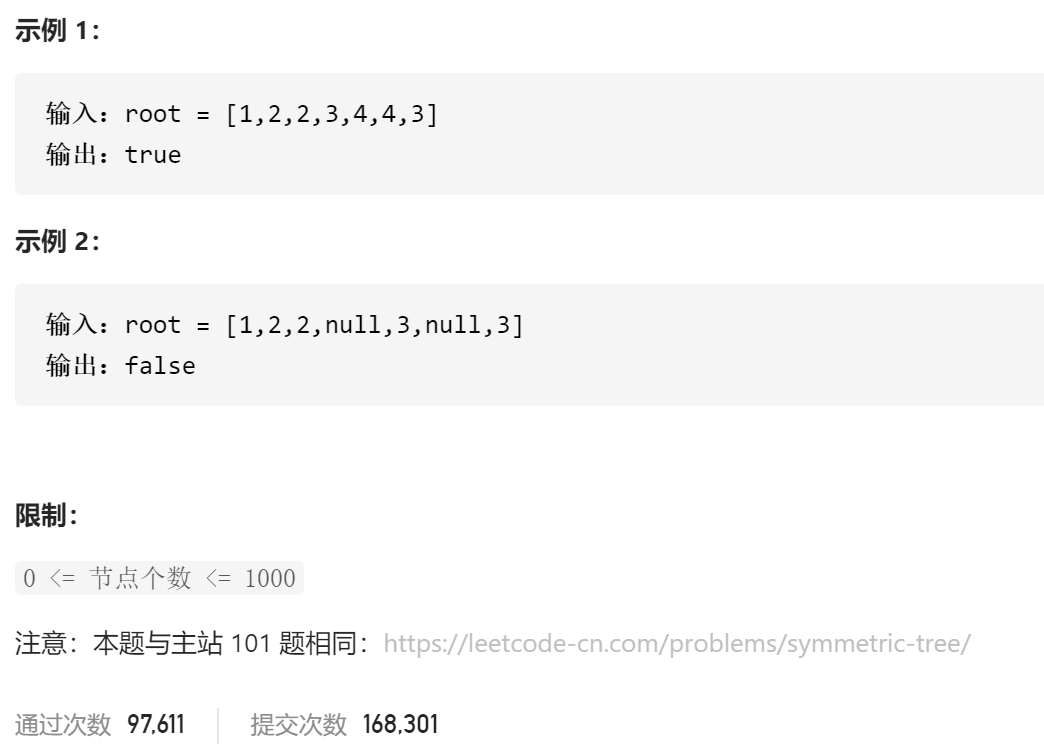 示例 1：
输入：root = [1,2,2,3,4,4,3]
输出：true
示例 2：
输入：root = [1,2,2,null,3,null,3]
输出：false
限制：
0 <= 节点个数 <= 1000
注意：本题与主站 101 题相同：https://leetcode-cn.com/problems/symmetric-tree/
通过次数 97,611 提交次数 168,301